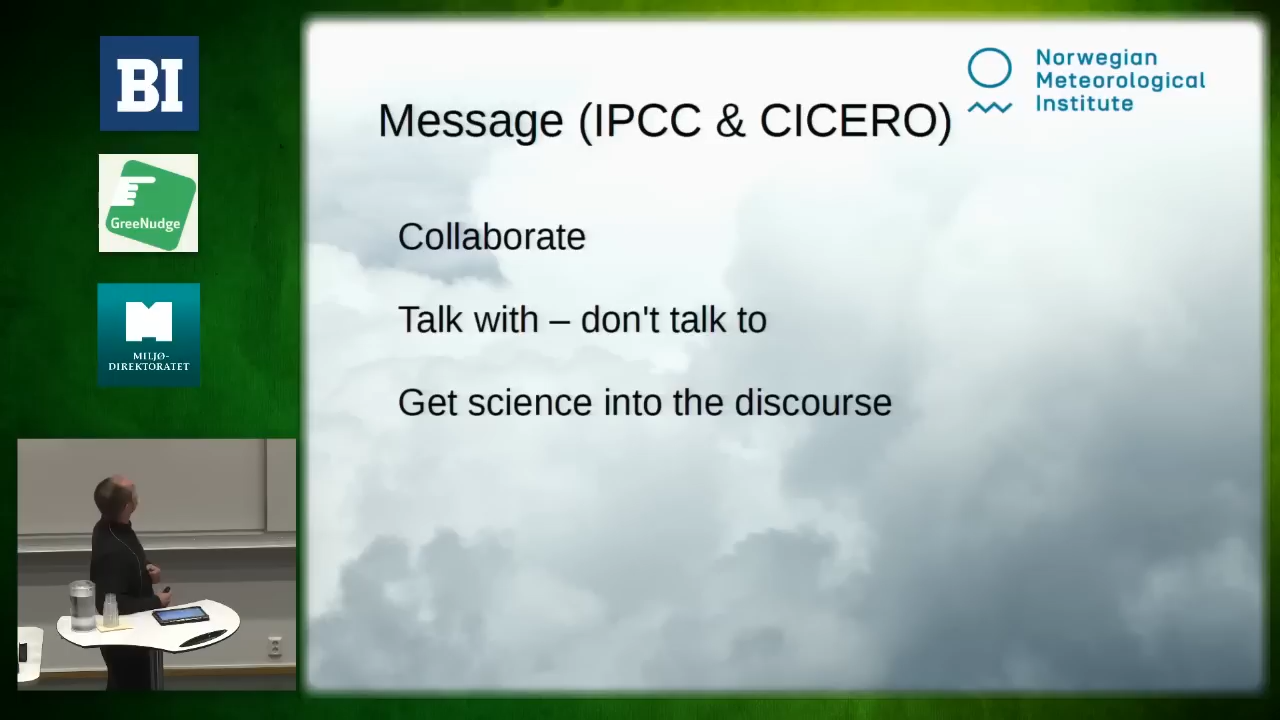 BI
GreeNudge
MILJØ-
DIREKTORATET
Norwegian
Meteorological
Institute
Message (IPCC & CICERO)
Collaborate
Talk with – don't talk to
Get science into the discourse